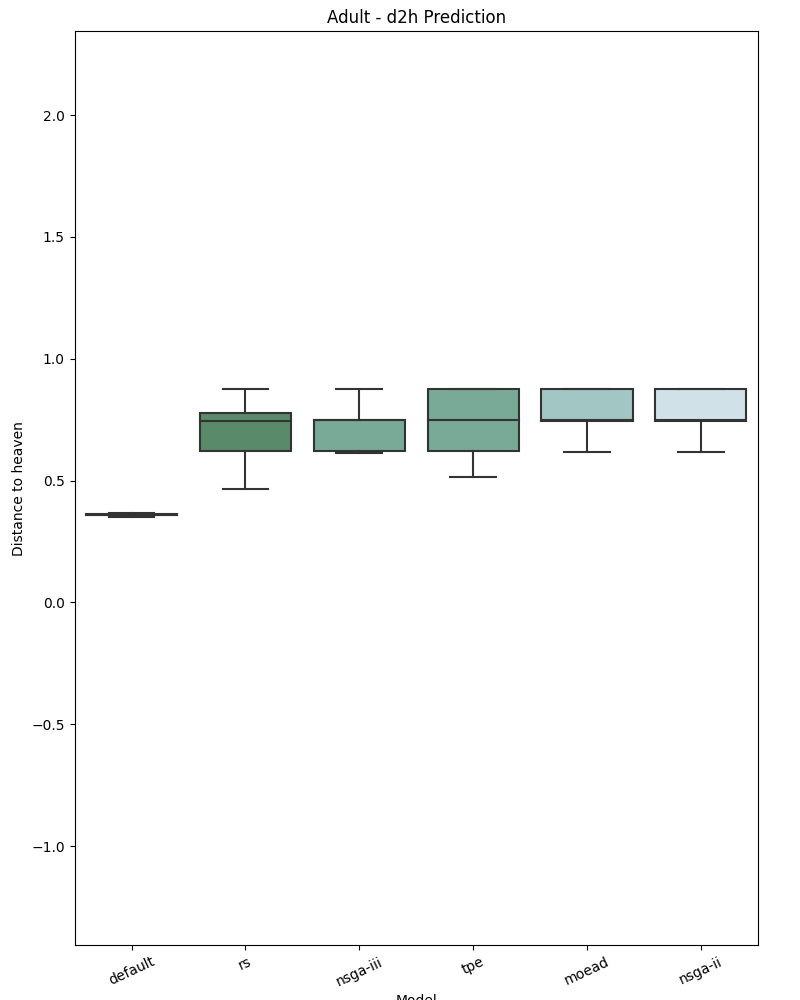 Adult - d2h Prediction
2.0
1.5
1.0
0.5
0.0
−0.5
−1.0
Distance to heaven
default
rs
nsga-iii
tpe
moead
nsga-ii
Model